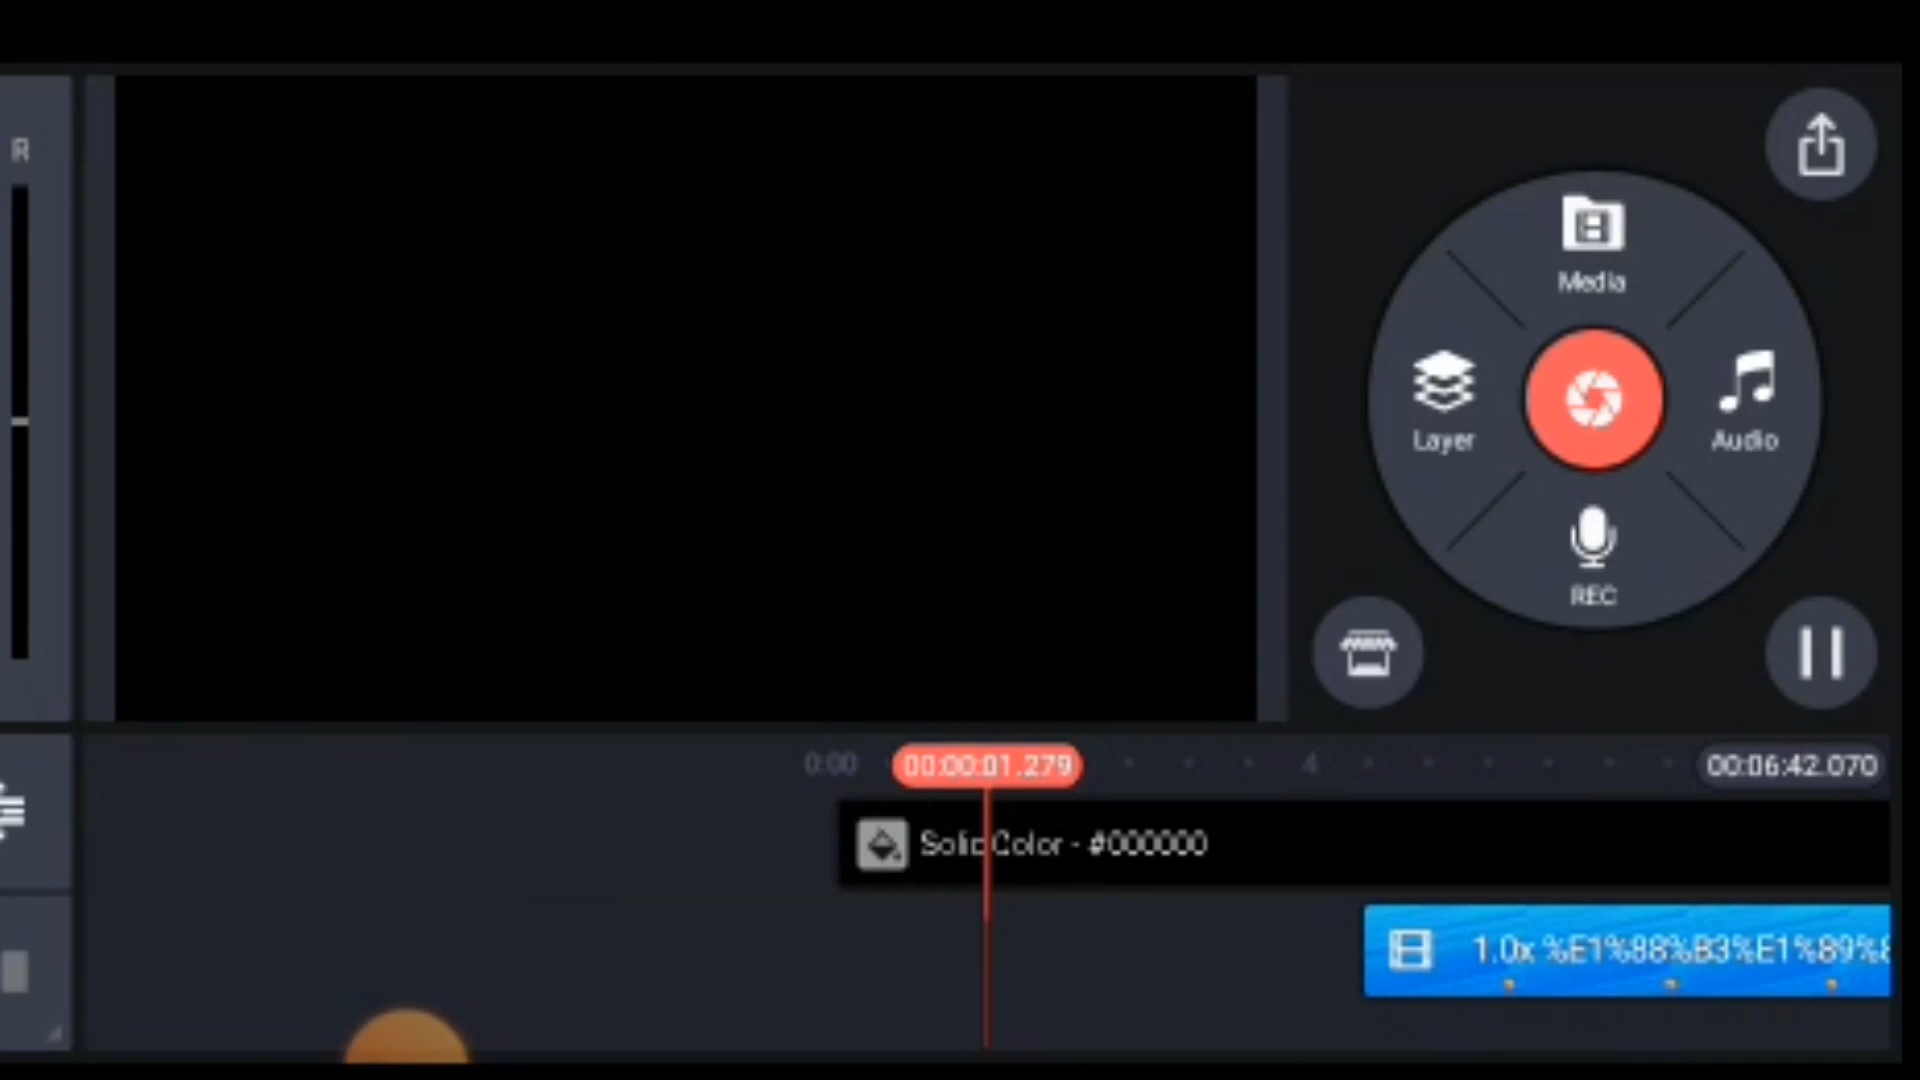 R
Media
Layer
Audio
REC
0:00
00:00:01.279
4
00:06:42.070
Solid Color - #000000
1.0x %E1%88%B3%E1%89%8